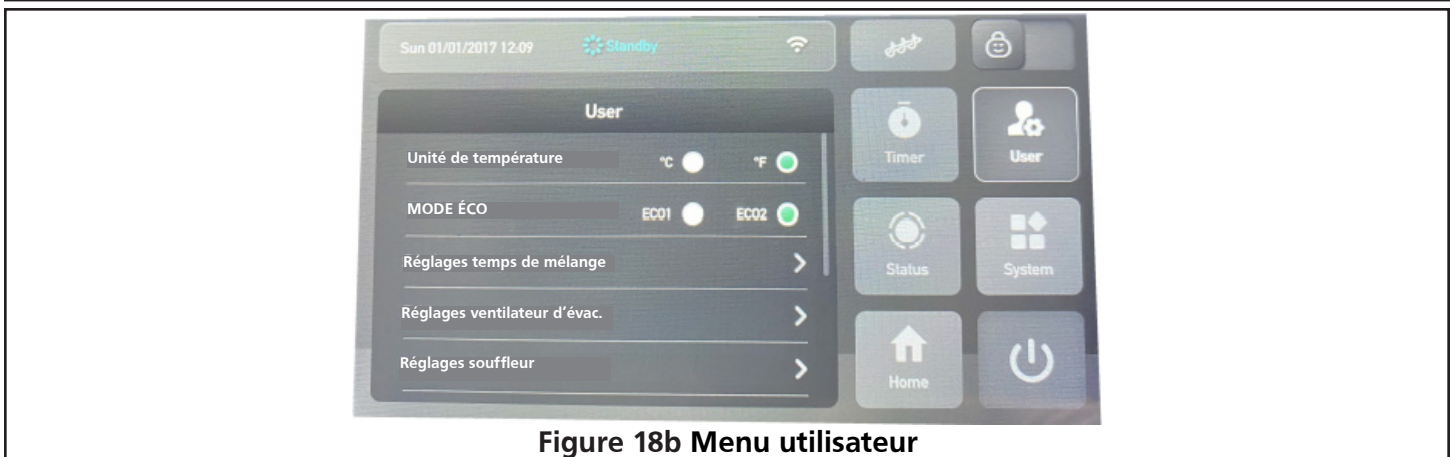 Sun 01/01/2017 12:09 Standby
User
Unité de température °C °F
MODE ÉCO ECO1 ECO2
Réglages temps de mélange
Réglages ventilateur d’évac.
Réglages souffleur
Timer User
Status System
Home
Figure 18b Menu utilisateur